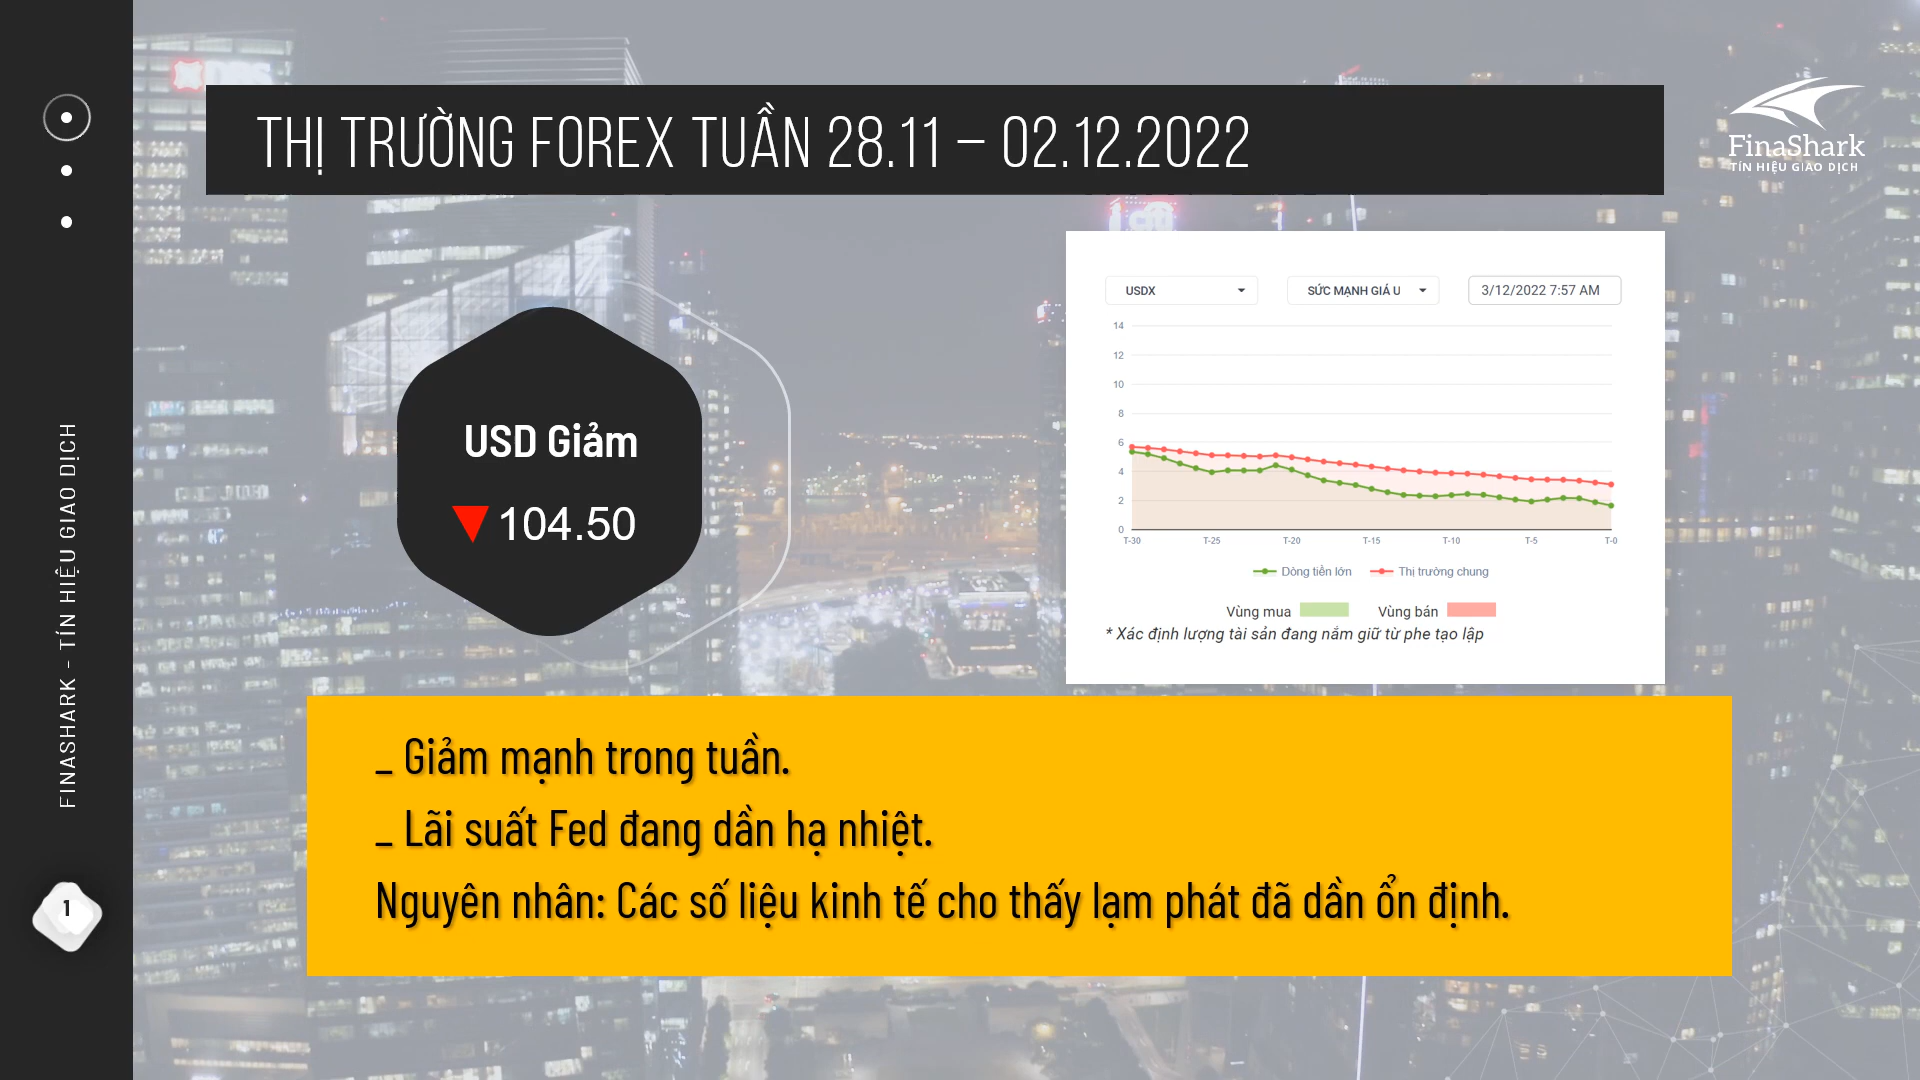 THỊ TRƯỜNG FOREX TUẦN 28.11 – 02.12.2022
FinaShark
TÍN HIỆU GIAO DỊCH
citi
USDX
SỨC MẠNH GIÁ U
3/12/2022 7:57 AM
14
12
10
8
6
4
2
0
T-30 T-25 T-20 T-15 T-10 T-5 T-0
Dòng tiền lớn Thị trường chung
Vùng mua Vùng bán
* Xác định lượng tài sản đang nắm giữ từ phe tạo lập
USD Giảm
104.50
_ Giảm mạnh trong tuần.
_ Lãi suất Fed đang dần hạ nhiệt.
Nguyên nhân: Các số liệu kinh tế cho thấy lạm phát đã dần ổn định.
FINASHARK - TÍN HIỆU GIAO DỊCH
1